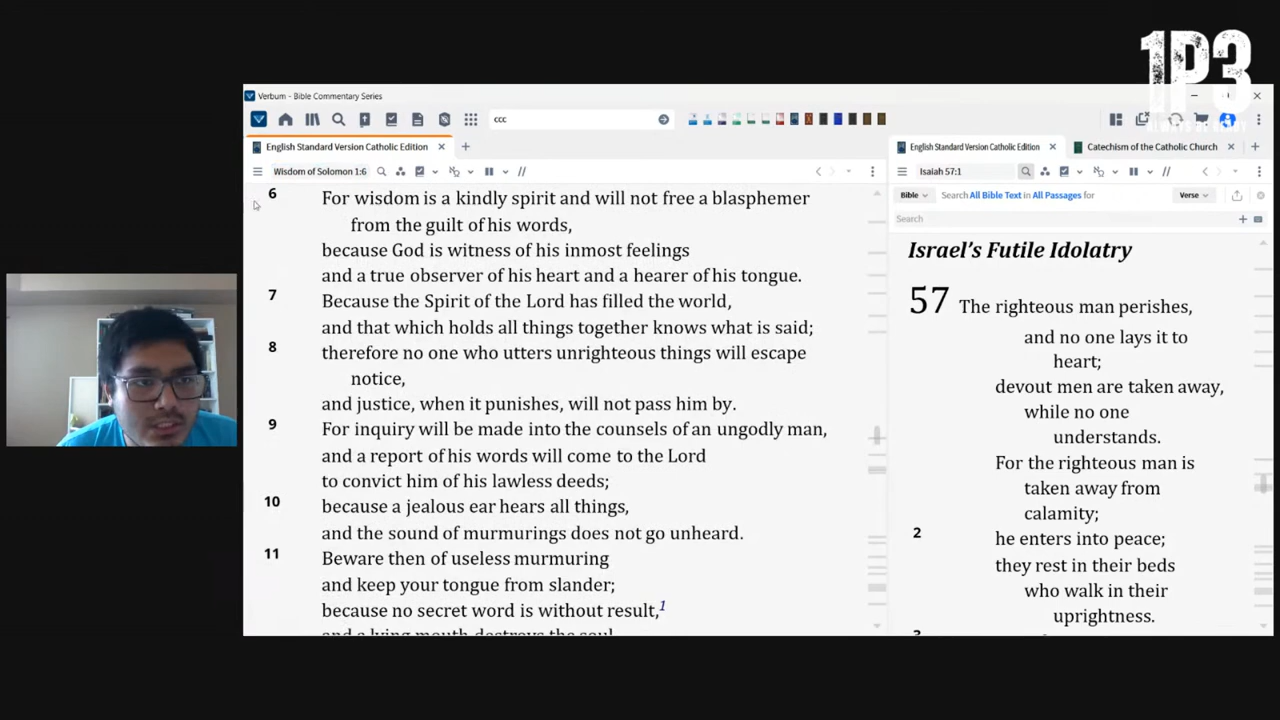 1P3
ALWAYS BE READY
Verbum - Bible Commentary Series
ccc
English Standard Version Catholic Edition
Wisdom of Solomon 1:6
6 For wisdom is a kindly spirit and will not free a blasphemer
from the guilt of his words,
because God is witness of his inmost feelings
and a true observer of his heart and a hearer of his tongue.
7 Because the Spirit of the Lord has filled the world,
and that which holds all things together knows what is said;
8 therefore no one who utters unrighteous things will escape
notice,
and justice, when it punishes, will not pass him by.
9 For inquiry will be made into the counsels of an ungodly man,
and a report of his words will come to the Lord
to convict him of his lawless deeds;
10 because a jealous ear hears all things,
and the sound of murmurings does not go unheard.
11 Beware then of useless murmuring
and keep your tongue from slander;
because no secret word is without result,1
and a lying mouth destroys the soul
English Standard Version Catholic Edition
Catechism of the Catholic Church
Isaiah 57:1
Bible Search All Bible Text in All Passages for Verse
Search
Israel's Futile Idolatry
57 The righteous man perishes,
and no one lays it to
heart;
devout men are taken away,
while no one
understands.
For the righteous man is
taken away from
calamity;
2 he enters into peace;
they rest in their beds
who walk in their
uprightness.
3